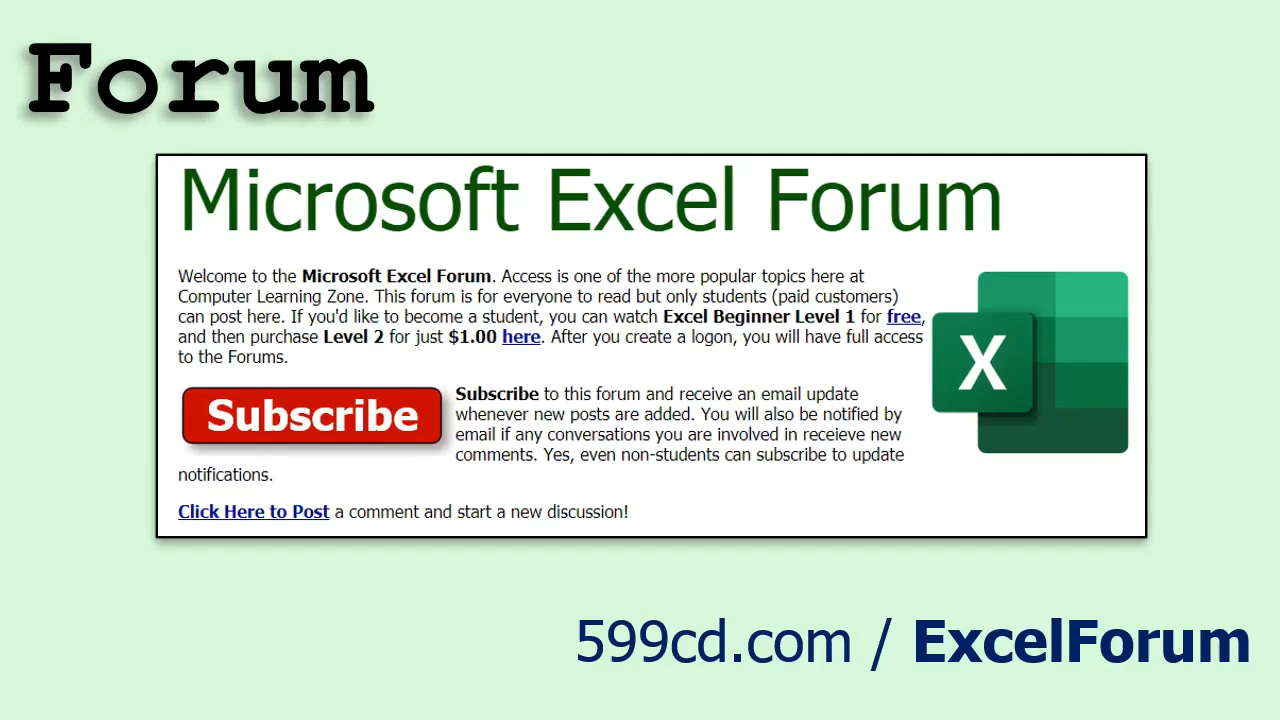 Forum
Microsoft Excel Forum
Welcome to the Microsoft Excel Forum. Access is one of the more popular topics here at
Computer Learning Zone. This forum is for everyone to read but only students (paid customers)
can post here. If you'd like to become a student, you can watch Excel Beginner Level 1 for free,
and then purchase Level 2 for just $1.00 here. After you create a logon, you will have full access
to the Forums.
X
Subscribe
Subscribe to this forum and receive an email update
whenever new posts are added. You will also be notified by
email if any conversations you are involved in receieve new
comments. Yes, even non-students can subscribe to update
notifications.
Click Here to Post a comment and start a new discussion!
599cd.com / ExcelForum